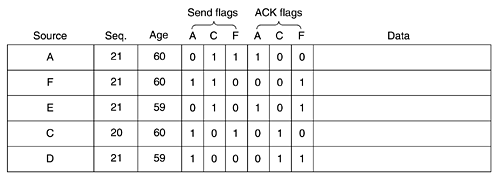 Send flags ACK flags
Source Seq. Age A C F A C F Data
A 21 60 0 1 1 1 0 0
F 21 60 1 1 0 0 0 1
E 21 59 0 1 0 1 0 1
C 20 60 1 0 1 0 1 0
D 21 59 1 0 0 0 1 1